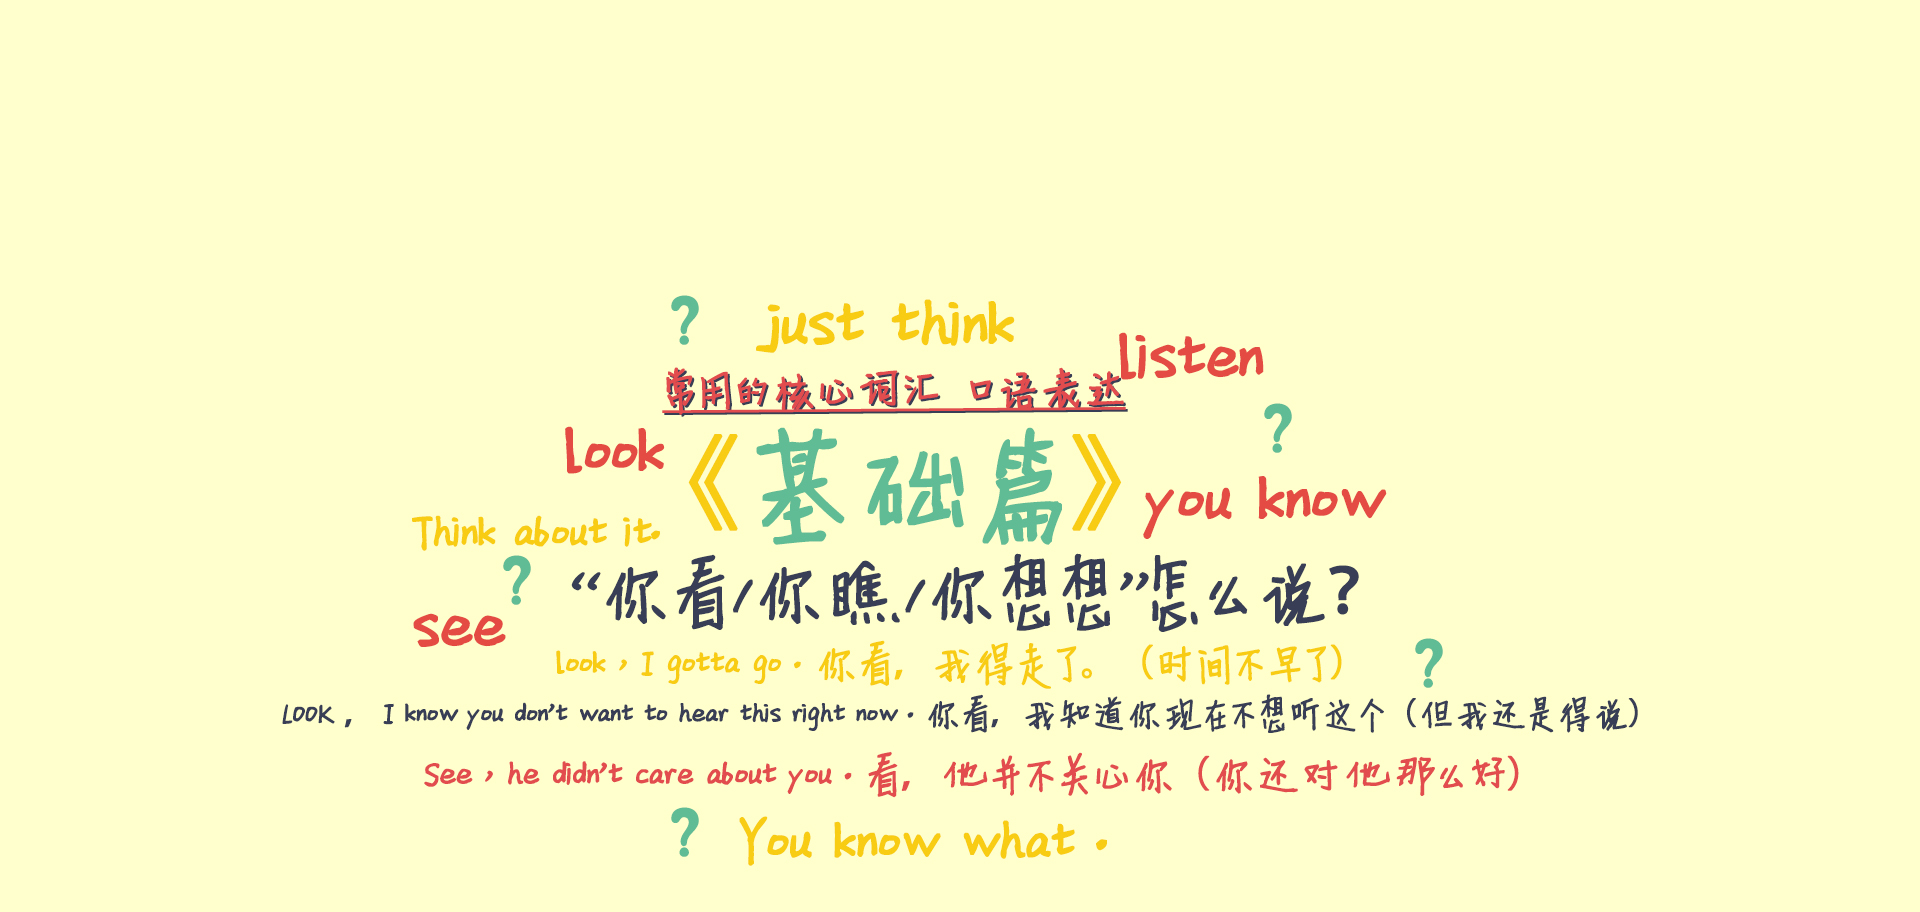 ? just think
listen
常用的核心词汇 口语表达
?
look
《基础篇》
you know
Think about it.
?
“你看/你瞧/你想想”怎么说?
see
look,I gotta go.你看,我得走了。(时间不早了)
?
LOOK, I know you don't want to hear this right now.你看,我知道你现在不想听这个(但我还是得说)
See,he didn't care about you.看,他并不关心你(你还对他那么好)
? You know what.